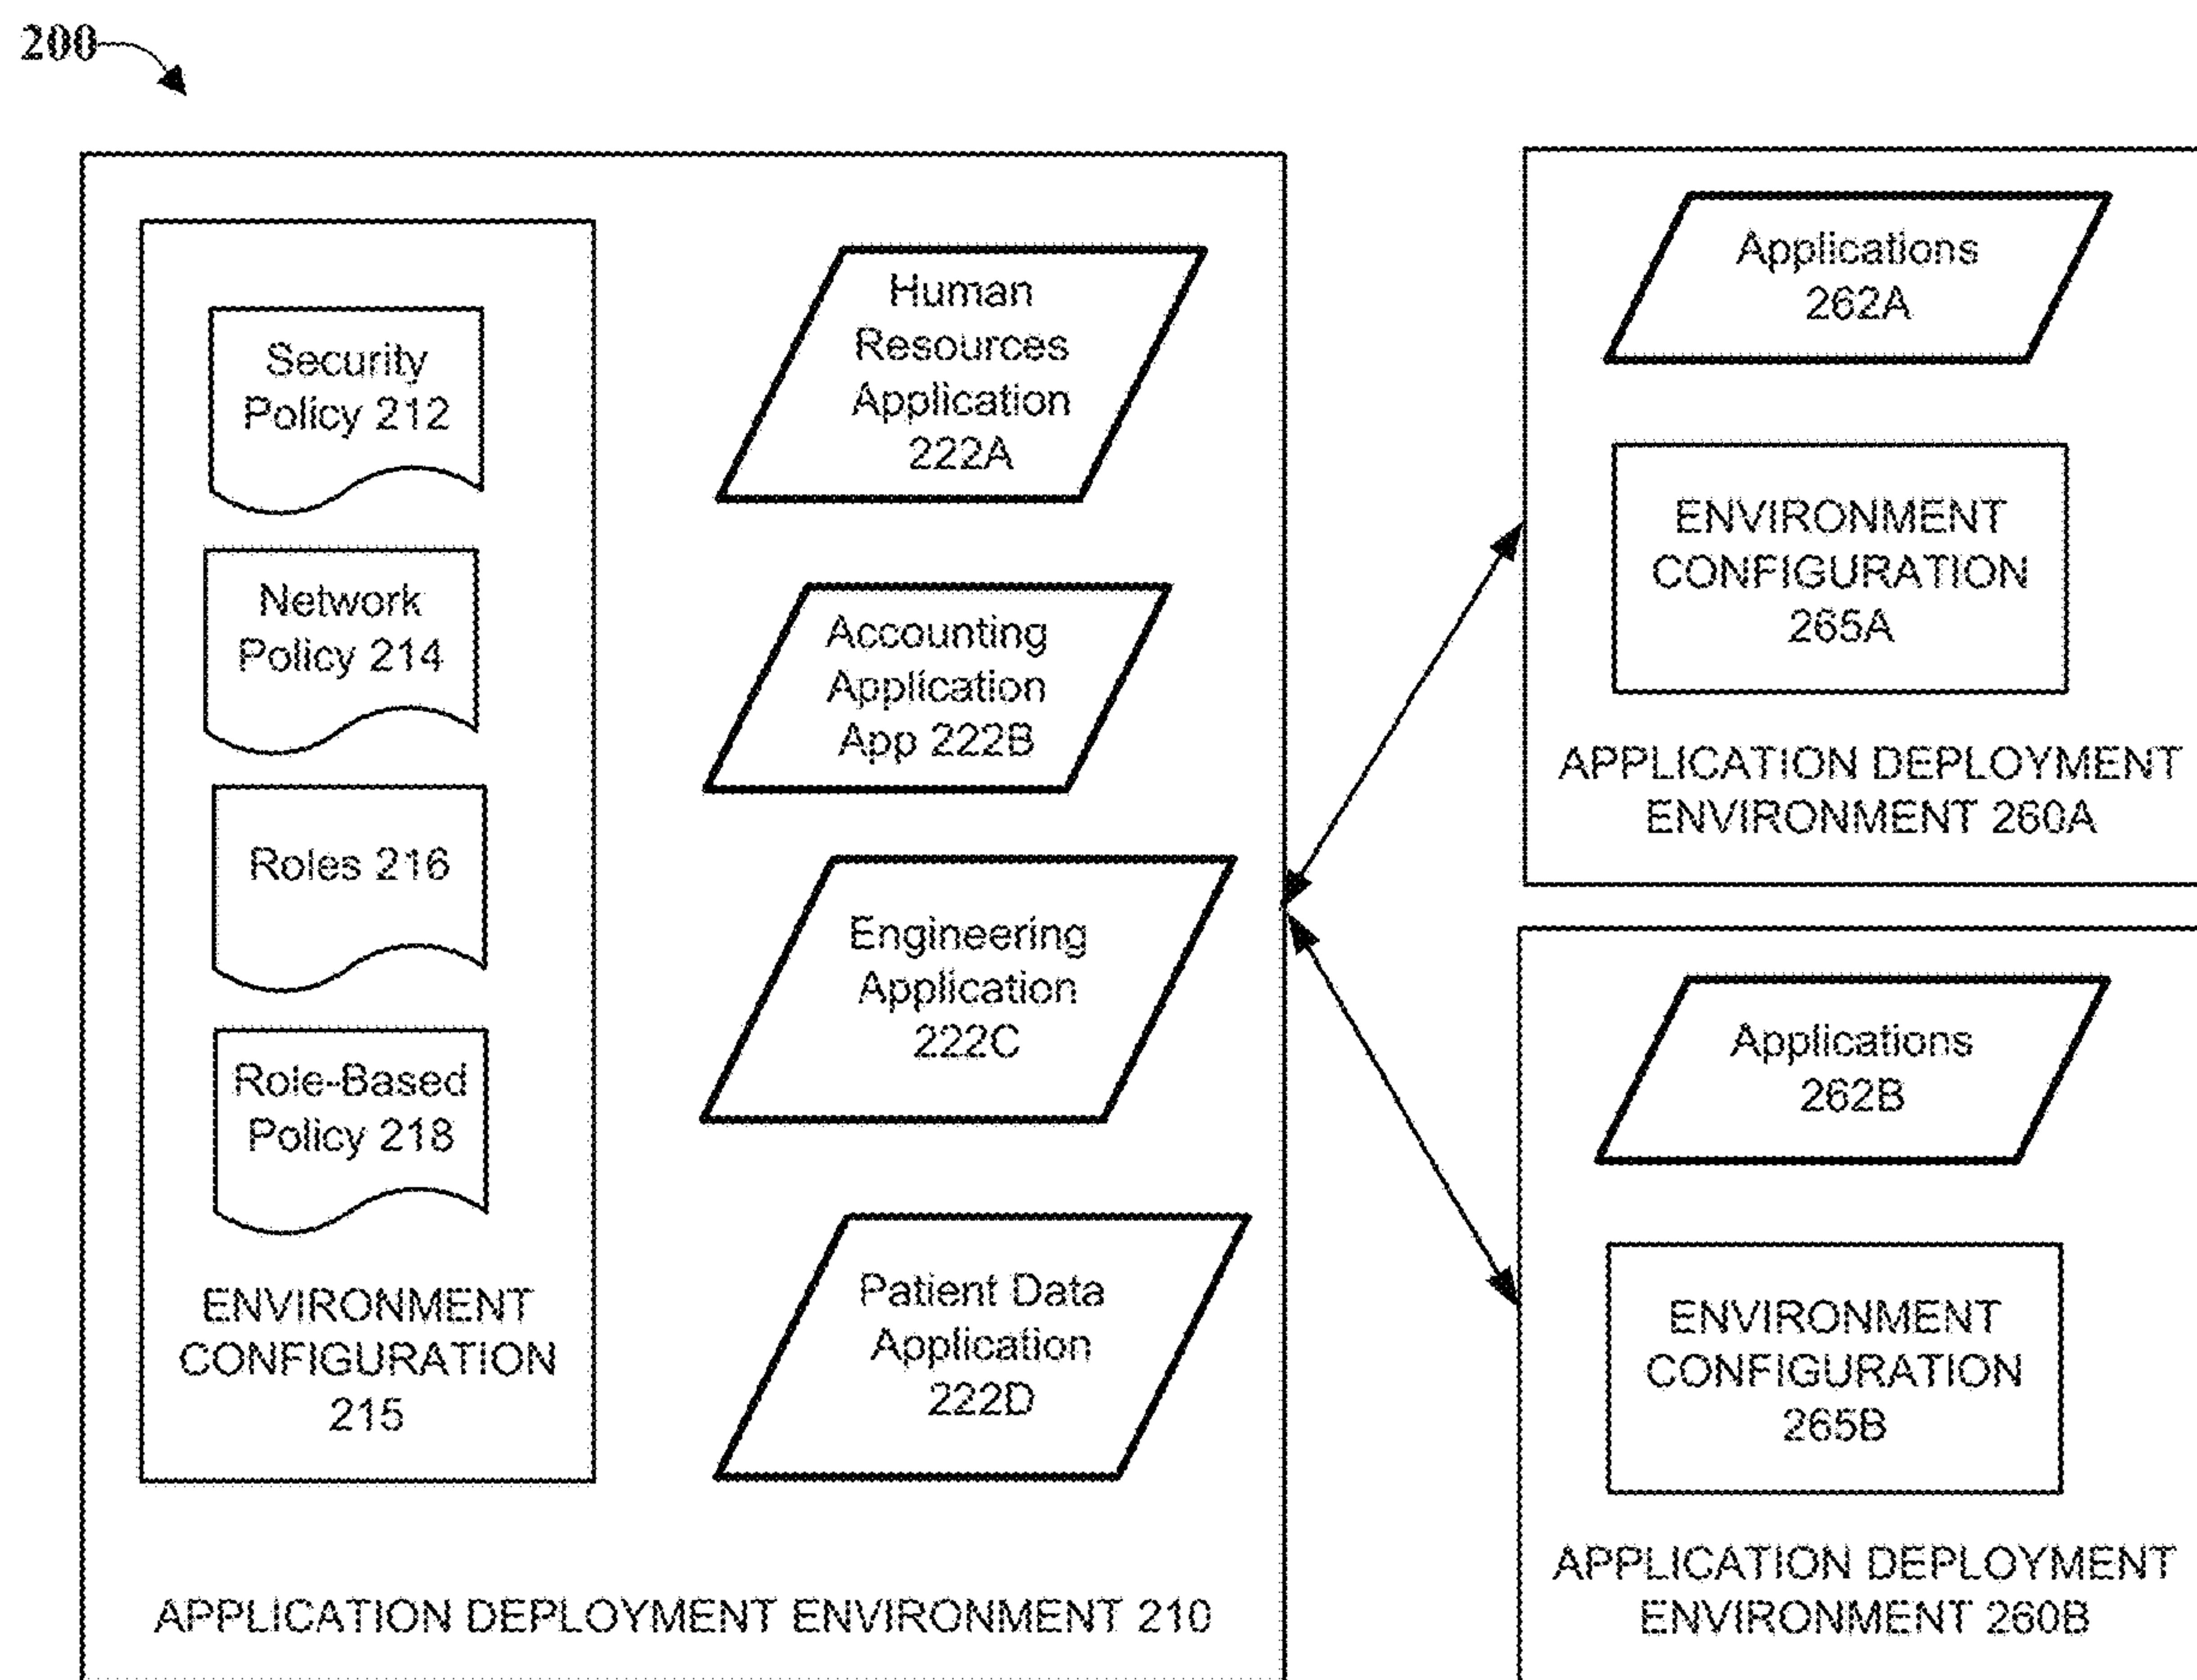 200
Security
Policy 212
Network
Policy 214
Roles 216
Role-Based
Policy 218
ENVIRONMENT
CONFIGURATION
215
Human
Resources
Application
222A
Accounting
Application
App 222B
Engineering
Application
222C
Patient Data
Application
222D
APPLICATION DEPLOYMENT ENVIRONMENT 210
Applications
262A
ENVIRONMENT
CONFIGURATION
265A
APPLICATION DEPLOYMENT
ENVIRONMENT 260A
Applications
262B
ENVIRONMENT
CONFIGURATION
265B
APPLICATION DEPLOYMENT
ENVIRONMENT 260B